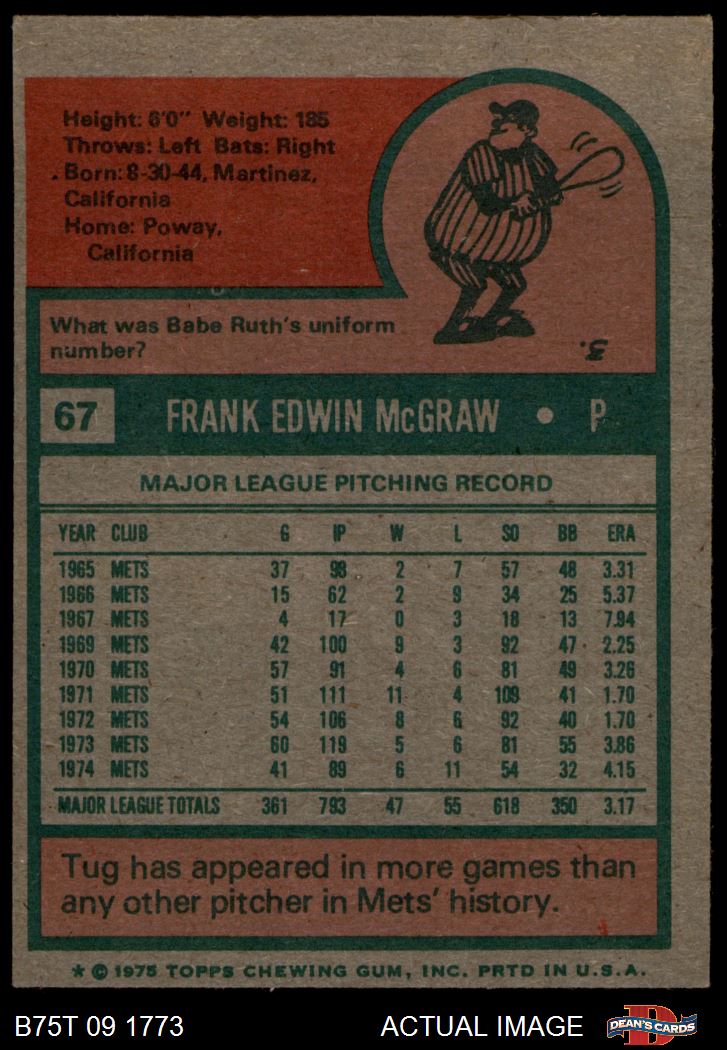 Height: 6'0" Weight: 185
Throws: Left Bats: Right
Born: 8-30-44, Martinez,
California
Home: Poway,
California
What was Babe Ruth's uniform
number?
3.
67 FRANK EDWIN McGRAW • P
MAJOR LEAGUE PITCHING RECORD
YEAR CLUB G IP W L SO BB ERA
1965 METS 37 98 2 7 57 48 3.31
1966 METS 15 62 2 9 34 25 5.37
1967 METS 4 17 0 3 18 13 7.94
1969 METS 42 100 9 3 92 47 2.25
1970 METS 57 91 4 6 81 49 3.26
1971 METS 51 111 11 4 109 41 1.70
1972 METS 54 106 8 6 92 40 1.70
1973 METS 60 119 5 6 81 55 3.86
1974 METS 41 89 6 11 54 32 4.15
MAJOR LEAGUE TOTALS 361 793 47 55 618 350 3.17
Tug has appeared in more games than
any other pitcher in Mets' history.
* © 1975 TOPPS CHEWING GUM, INC. PRTD IN U.S.A.
B75T 09 1773 ACTUAL IMAGE D DEAN'S CARDS